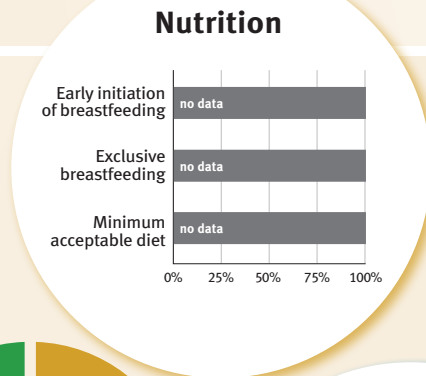 Nutrition
Early initiation
of breastfeeding
no data
Exclusive
breastfeeding
no data
Minimum
acceptable diet
no data
0% 25% 50% 75% 100%